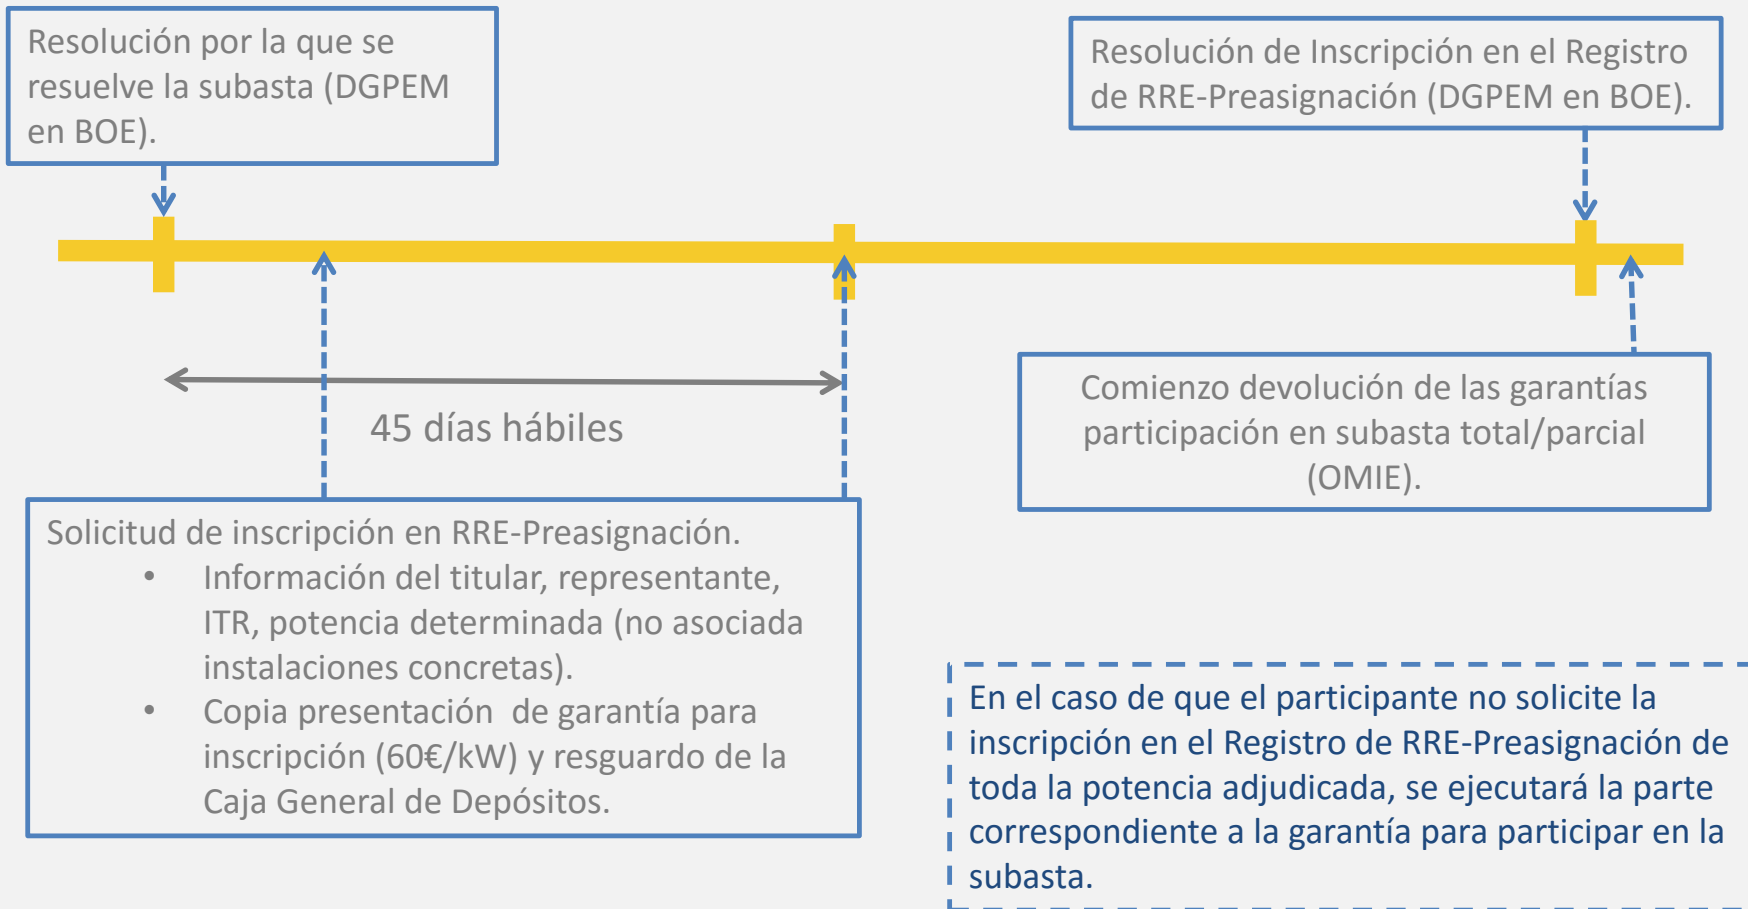 Resolución por la que se
resuelve la subasta (DGPEM
en BOE).
Resolución de Inscripción en el Registro
de RRE-Preasignación (DGPEM en BOE).
45 días hábiles
Comienzo devolución de las garantías
participación en subasta total/parcial
(OMIE).
Solicitud de inscripción en RRE-Preasignación.
• Información del titular, representante,
ITR, potencia determinada (no asociada
instalaciones concretas).
• Copia presentación de garantía para
inscripción (60€/kW) y resguardo de la
Caja General de Depósitos.
En el caso de que el participante no solicite la
inscripción en el Registro de RRE-Preasignación de
toda la potencia adjudicada, se ejecutará la parte
correspondiente a la garantía para participar en la
subasta.